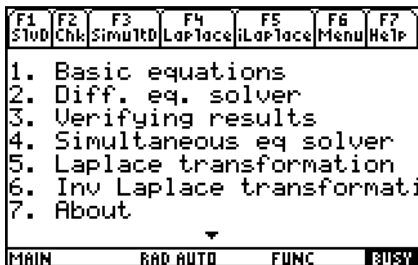 F1 F2 F3 F4 F5 F6 F7
SlvD Chk SimultD Laplace iLaplace Menu Help
1. Basic equations
2. Diff. eq. solver
3. Verifying results
4. Simultaneous eq solver
5. Laplace transformation
6. Inv Laplace transformati
7. About
MAIN RAD AUTO FUNC BUSY